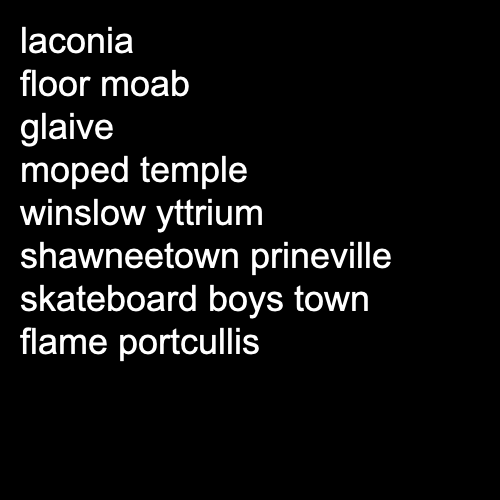 laconia
floor moab
glaive
moped temple
winslow yttrium
shawneetown prineville
skateboard boys town
flame portcullis